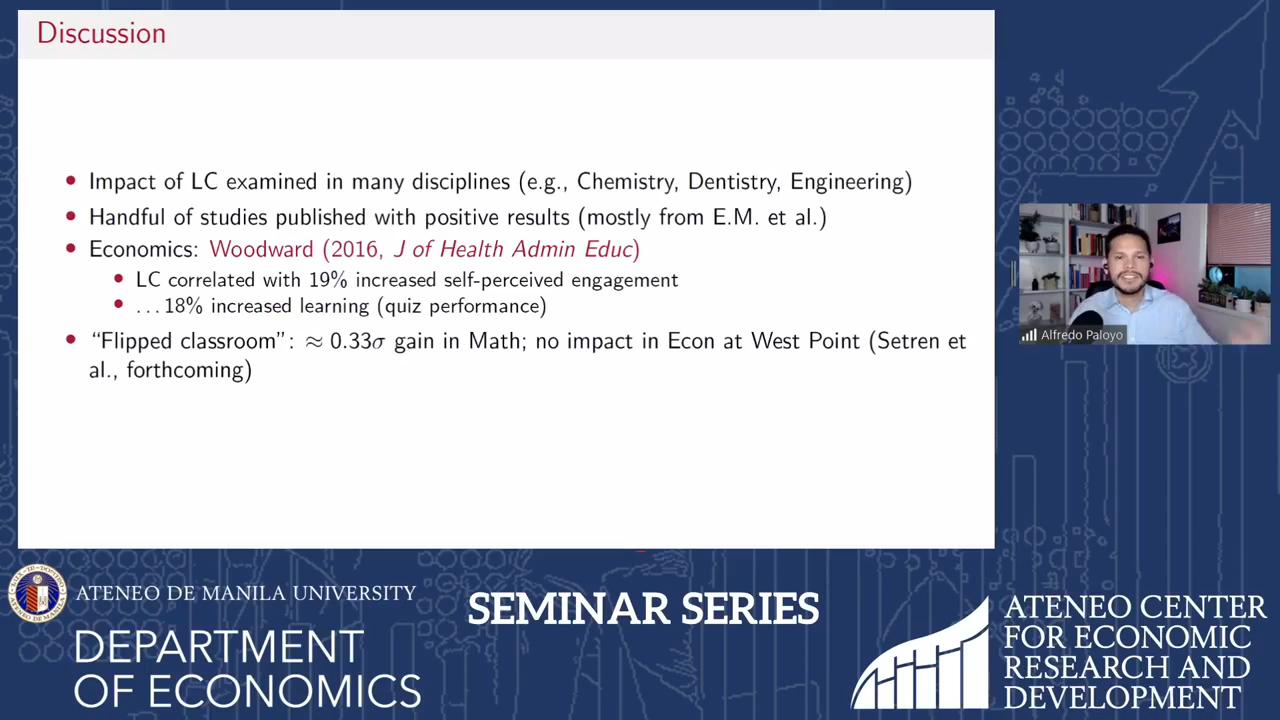 Discussion
• Impact of LC examined in many disciplines (e.g., Chemistry, Dentistry, Engineering)
• Handful of studies published with positive results (mostly from E.M. et al.)
• Economics: Woodward (2016, J of Health Admin Educ)
• LC correlated with 19% increased self-perceived engagement
• ...18% increased learning (quiz performance)
• “Flipped classroom”: ≈ 0.33σ gain in Math; no impact in Econ at West Point (Setren et
al., forthcoming)
Alfredo Paloyo
ATENEO DE MANILA UNIVERSITY
DEPARTMENT
OF ECONOMICS
SEMINAR SERIES
ATENEO CENTER
FOR ECONOMIC
RESEARCH AND
DEVELOPMENT